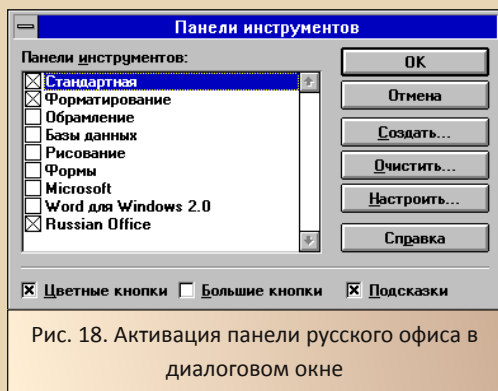 Панели инструментов
Панели инструментов:
Стандартная
Форматирование
Обрамление
Базы данных
Рисование
Формы
Microsoft
Word для Windows 2.0
Russian Office
OK
Отмена
Создать...
Очистить...
Настроить...
Справка
Цветные кнопки
Большие кнопки
Подсказки
Рис. 18. Активация панели русского офиса в
диалоговом окне